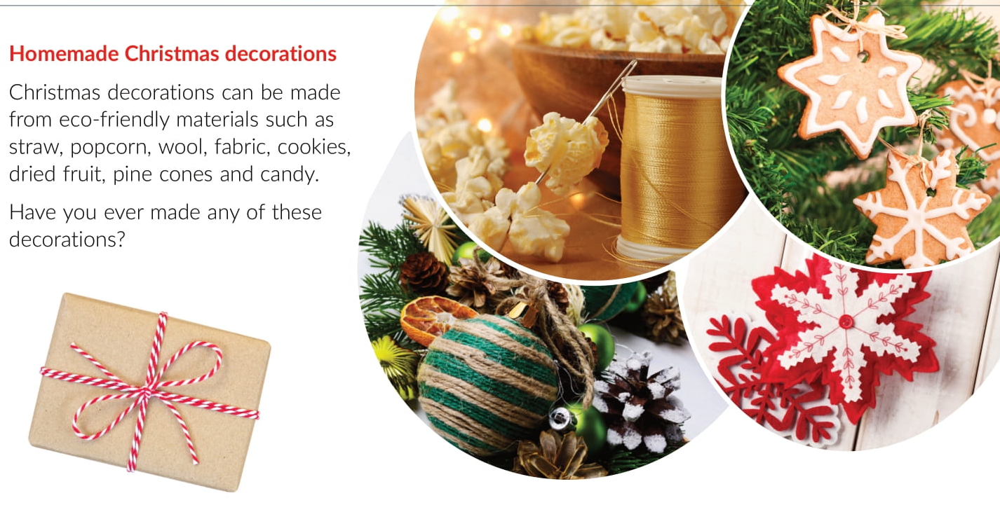 Homemade Christmas decorations
Christmas decorations can be made
from eco-friendly materials such as
straw, popcorn, wool, fabric, cookies,
dried fruit, pine cones and candy.
Have you ever made any of these
decorations?